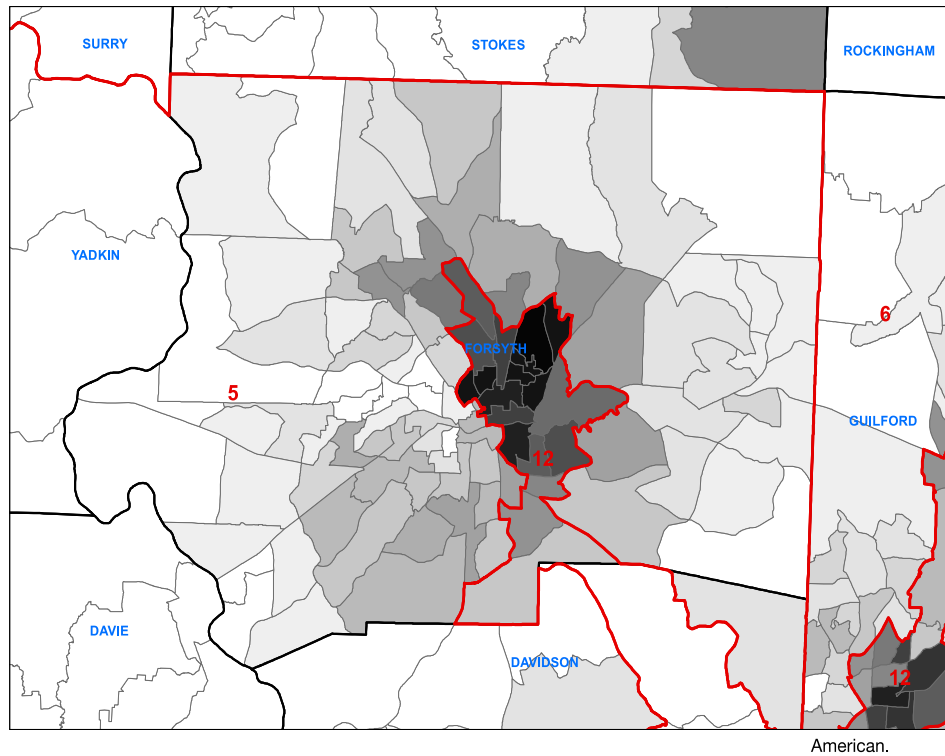 SURRY
STOKES
ROCKINGHAM
YADKIN
6
FORSYTH
5
GUILFORD
12
DAVIE
DAVIDSON
12
American.